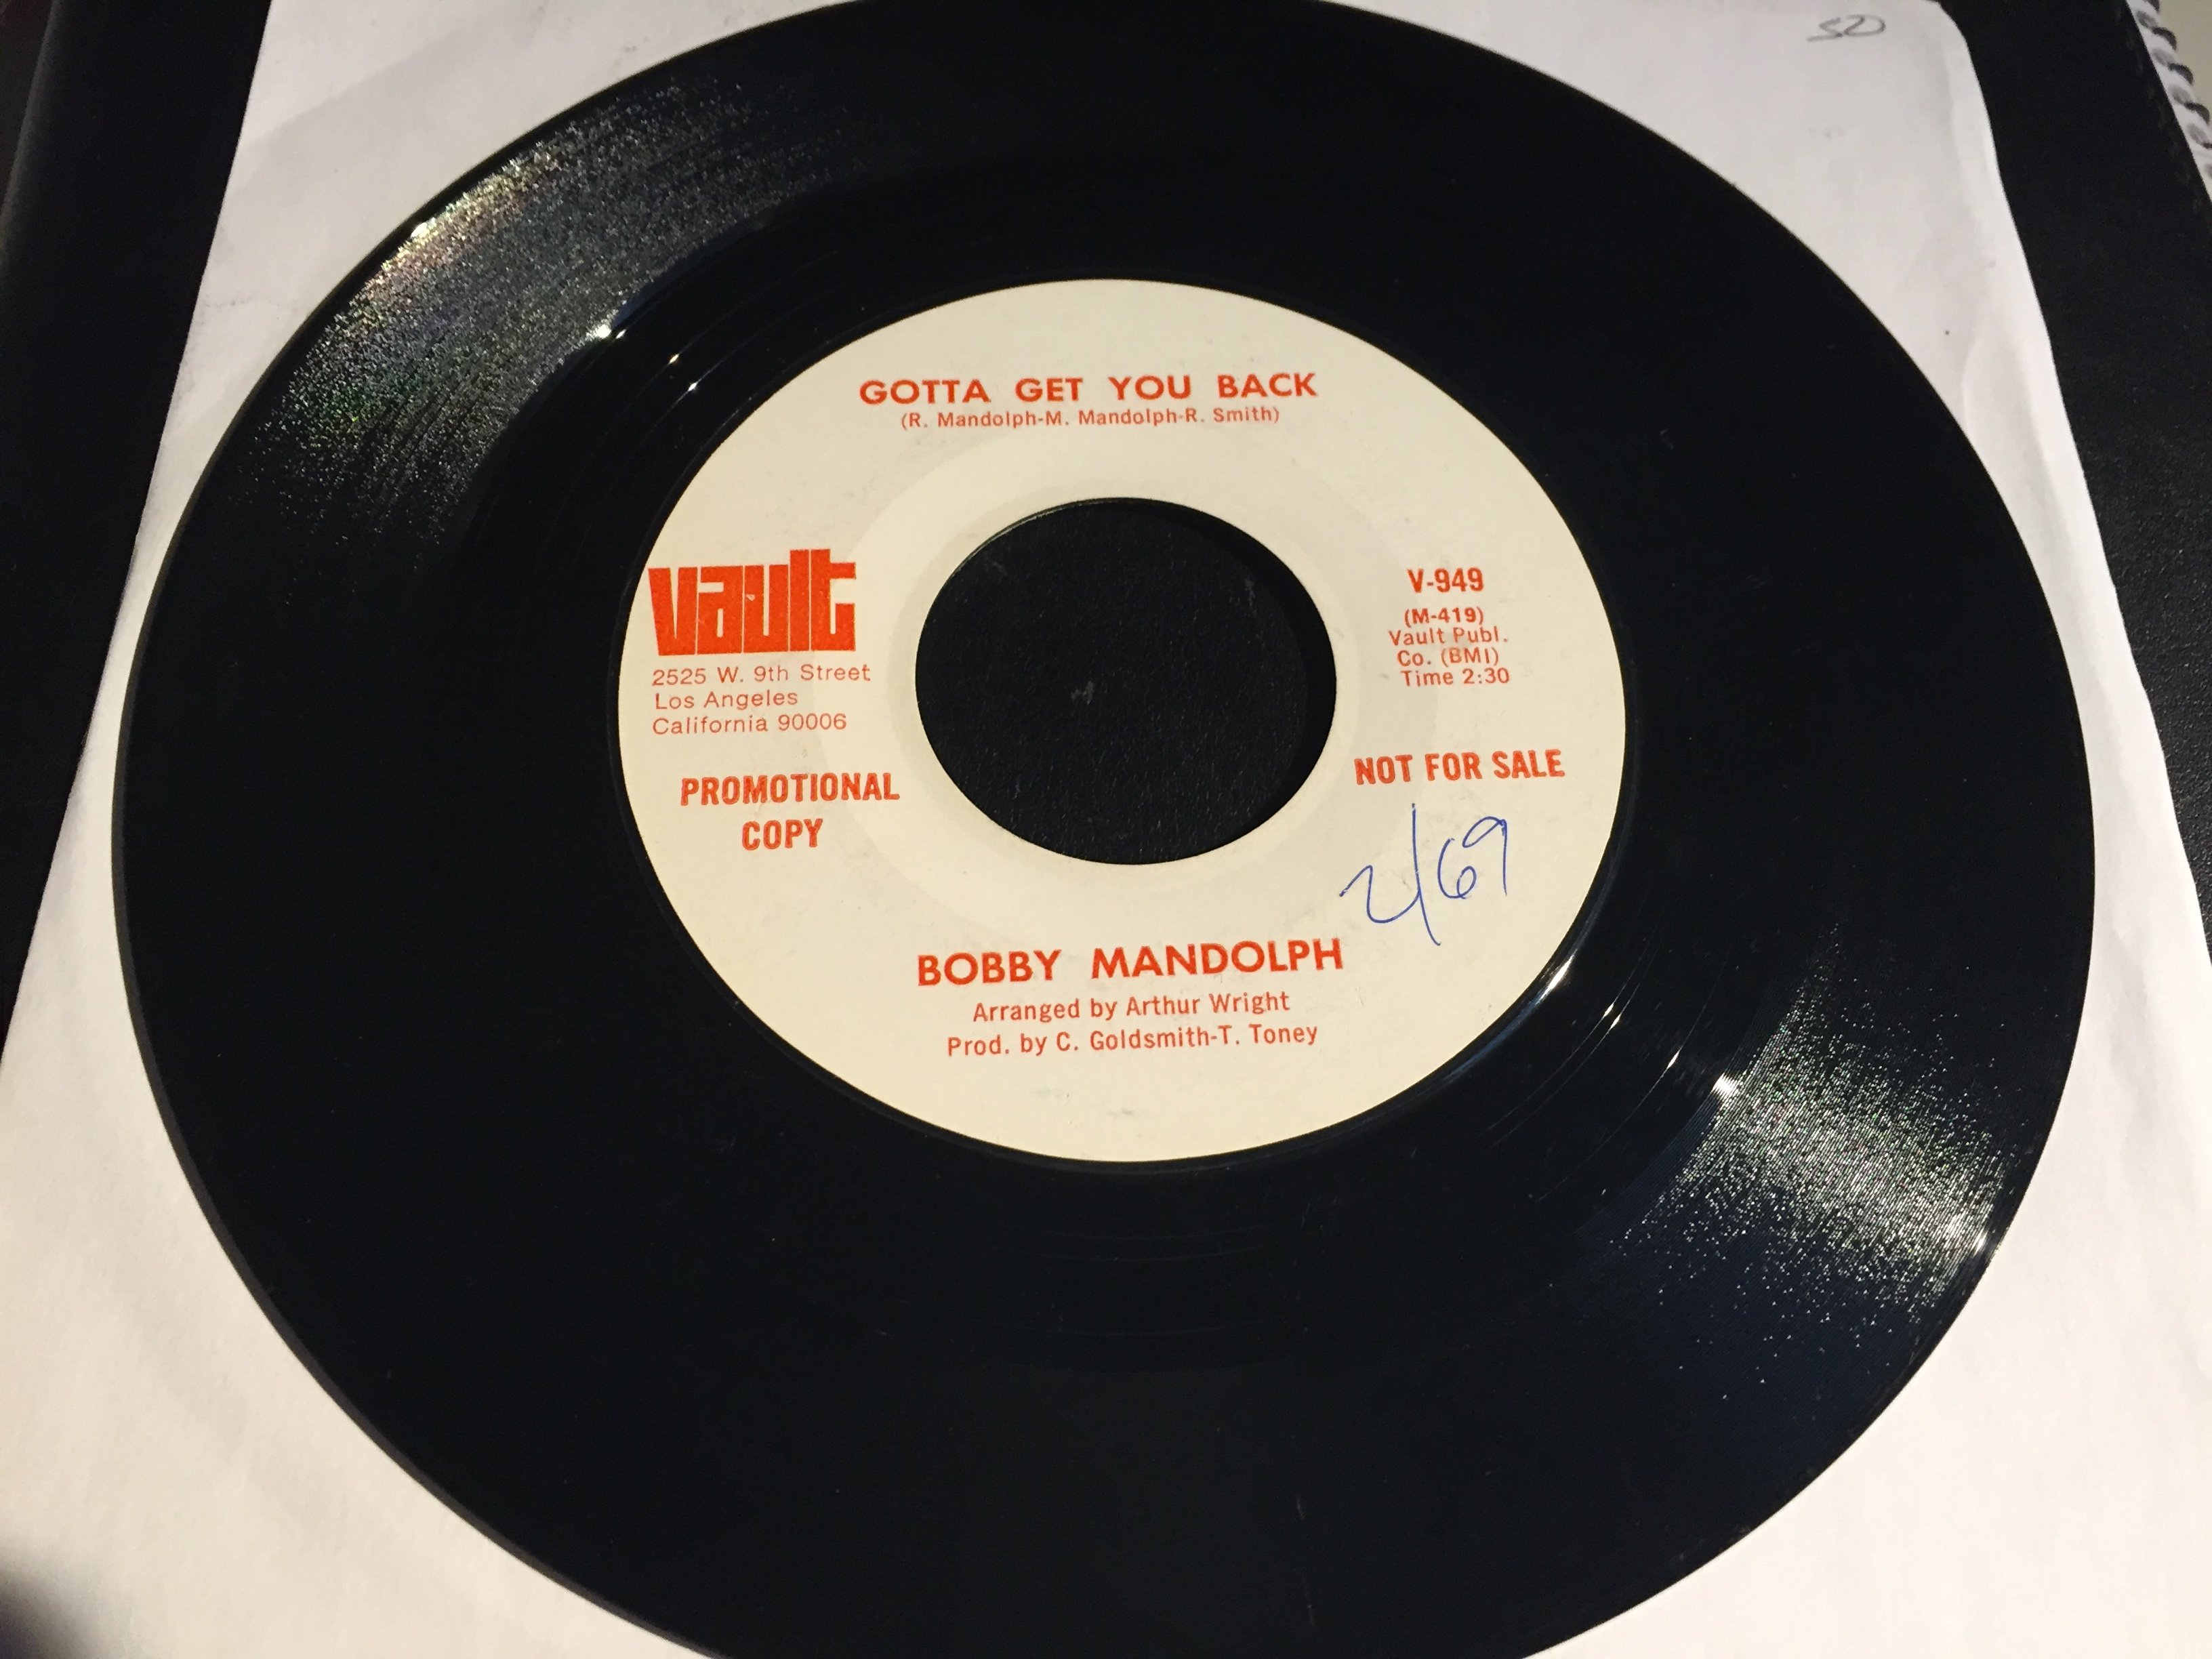 50
GOTTA GET YOU BACK
(R. Mandolph-M. Mandolph-R. Smith)
vault
2525 W. 9th Street
Los Angeles
California 90006
PROMOTIONAL
COPY
V-949
(M-419)
Vault Publ.
Co. (BMI)
Time 2:30
NOT FOR SALE
2/69
BOBBY MANDOLPH
Arranged by Arthur Wright
Prod. by C. Goldsmith-T. Toney